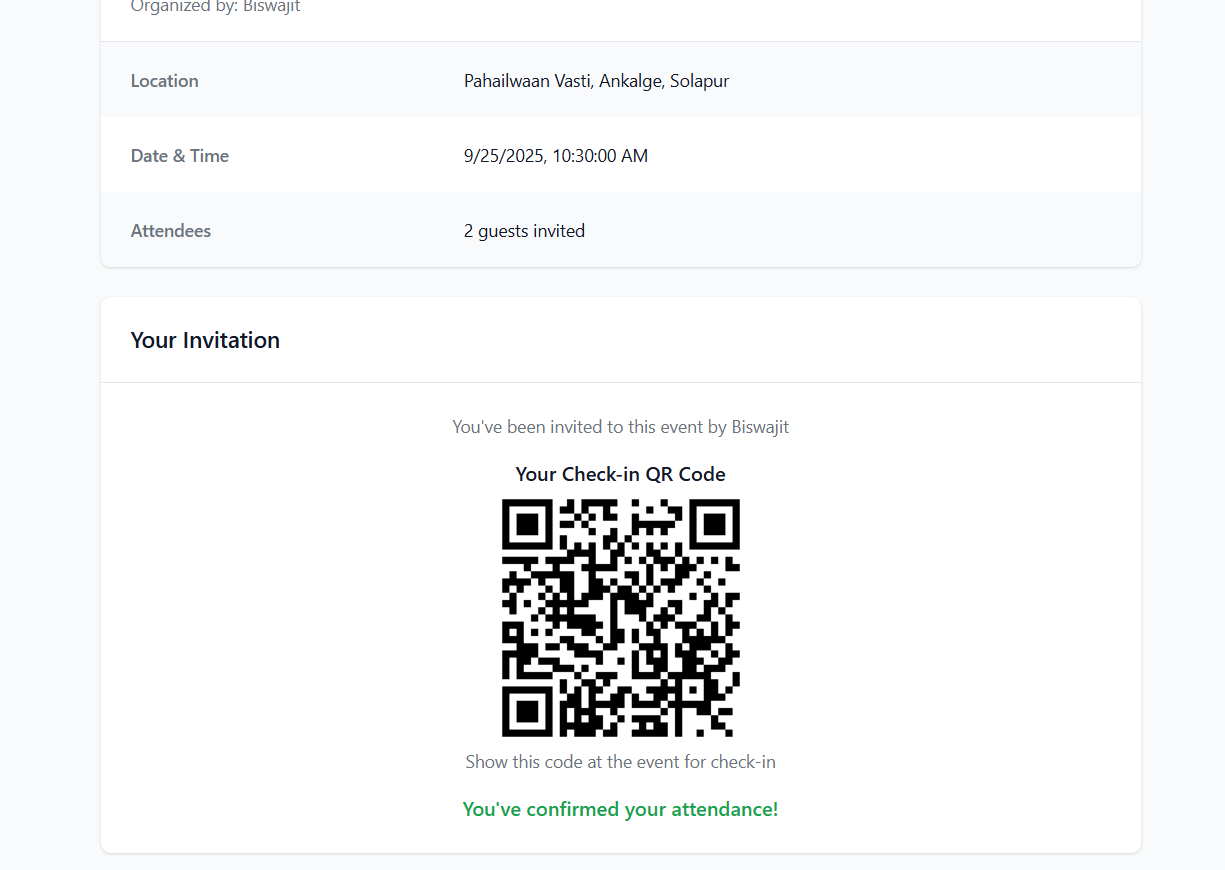 Organized by: Biswajit
Location
Pahailwaan Vasti, Ankalge, Solapur
Date & Time
9/25/2025, 10:30:00 AM
Attendees
2 guests invited
Your Invitation
You've been invited to this event by Biswajit
Your Check-in QR Code
Show this code at the event for check-in
You've confirmed your attendance!